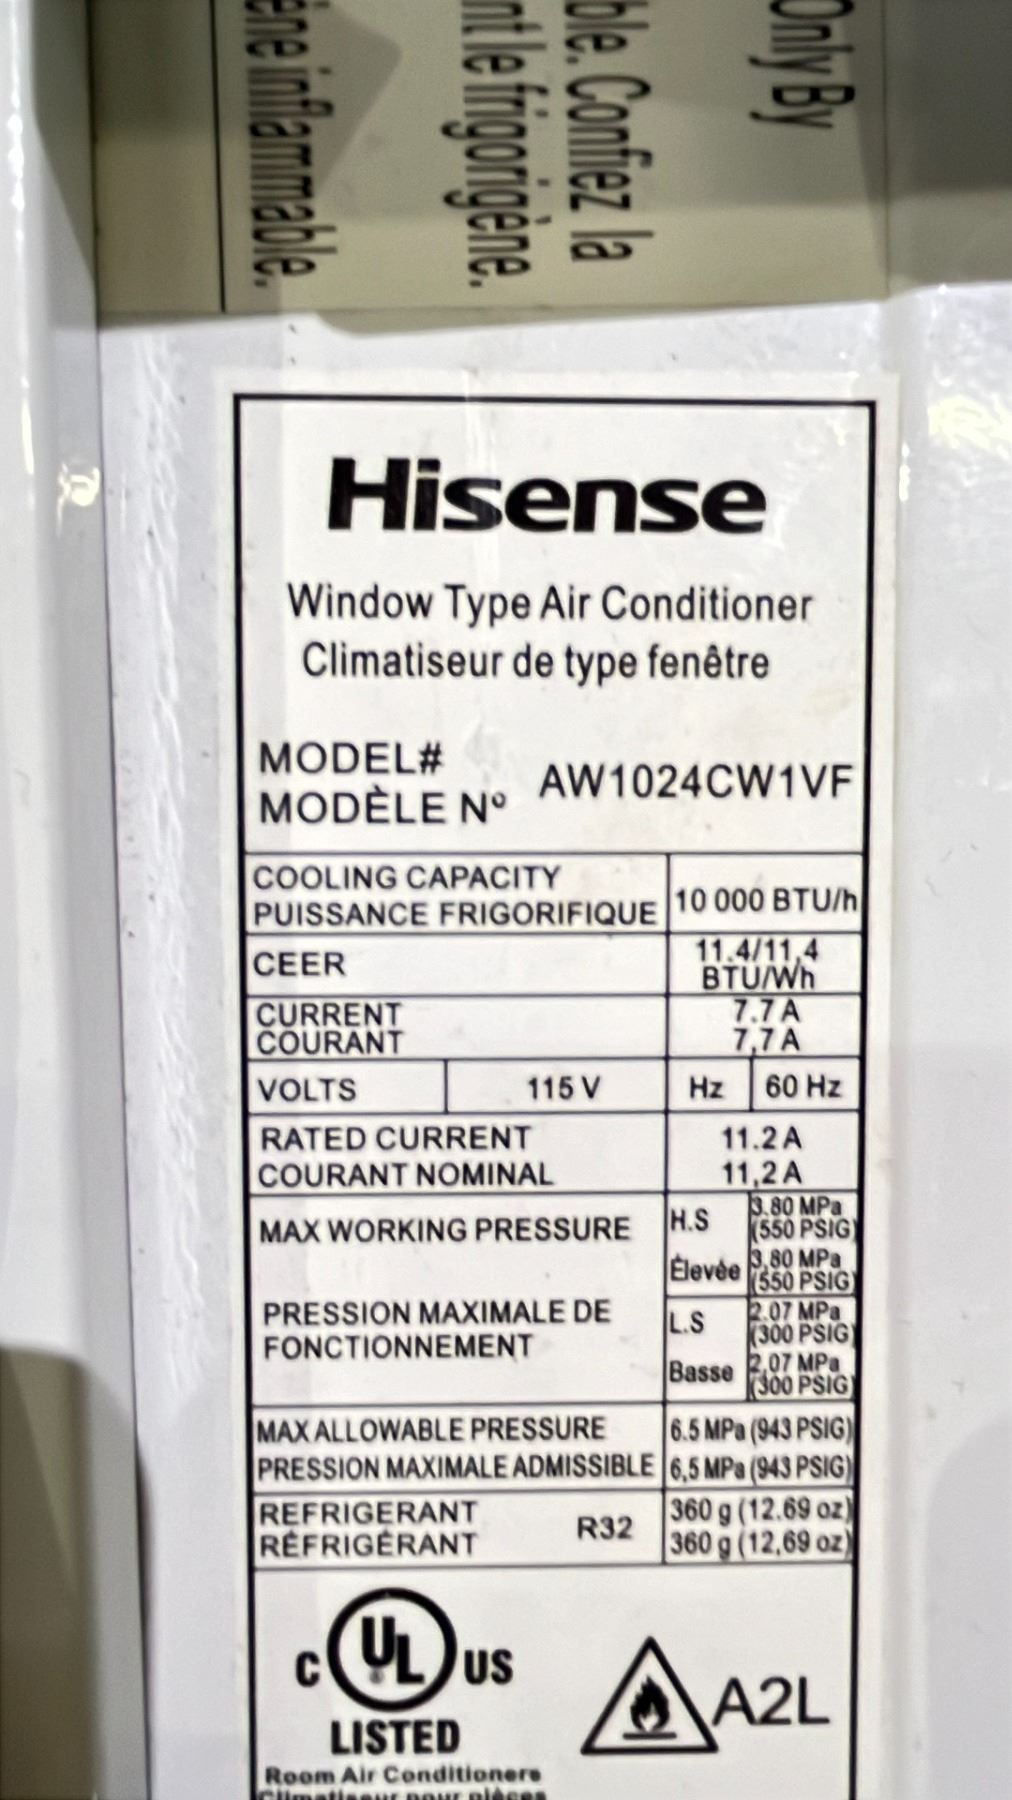 Only By
ble. Confiez la
nt le frigorigène.
ène inflammable.
Hisense
Window Type Air Conditioner
Climatiseur de type fenêtre
MODEL#
MODÈLE Nº AW1024CW1VF
COOLING CAPACITY
PUISSANCE FRIGORIFIQUE 10 000 BTU/h
CEER 11.4/11,4
BTU/Wh
CURRENT 7.7 A
COURANT 7,7 A
VOLTS 115 V Hz 60 Hz
RATED CURRENT 11.2 A
COURANT NOMINAL 11,2 A
MAX WORKING PRESSURE H.S 3.80 MPa
(550 PSIG)
Élevée 3,80 MPa
(550 PSIG)
PRESSION MAXIMALE DE
FONCTIONNEMENT L.S 2.07 MPa
(300 PSIG)
Basse 2,07 MPa
(300 PSIG)
MAX ALLOWABLE PRESSURE 6.5 MPa (943 PSIG)
PRESSION MAXIMALE ADMISSIBLE 6,5 MPa (943 PSIG)
REFRIGERANT 360 g (12.69 oz)
RÉFRIGÉRANT R32 360 g (12,69 oz)
C UL ® US
LISTED A2L
Room Air Conditioners
Climatiseur pour pièces